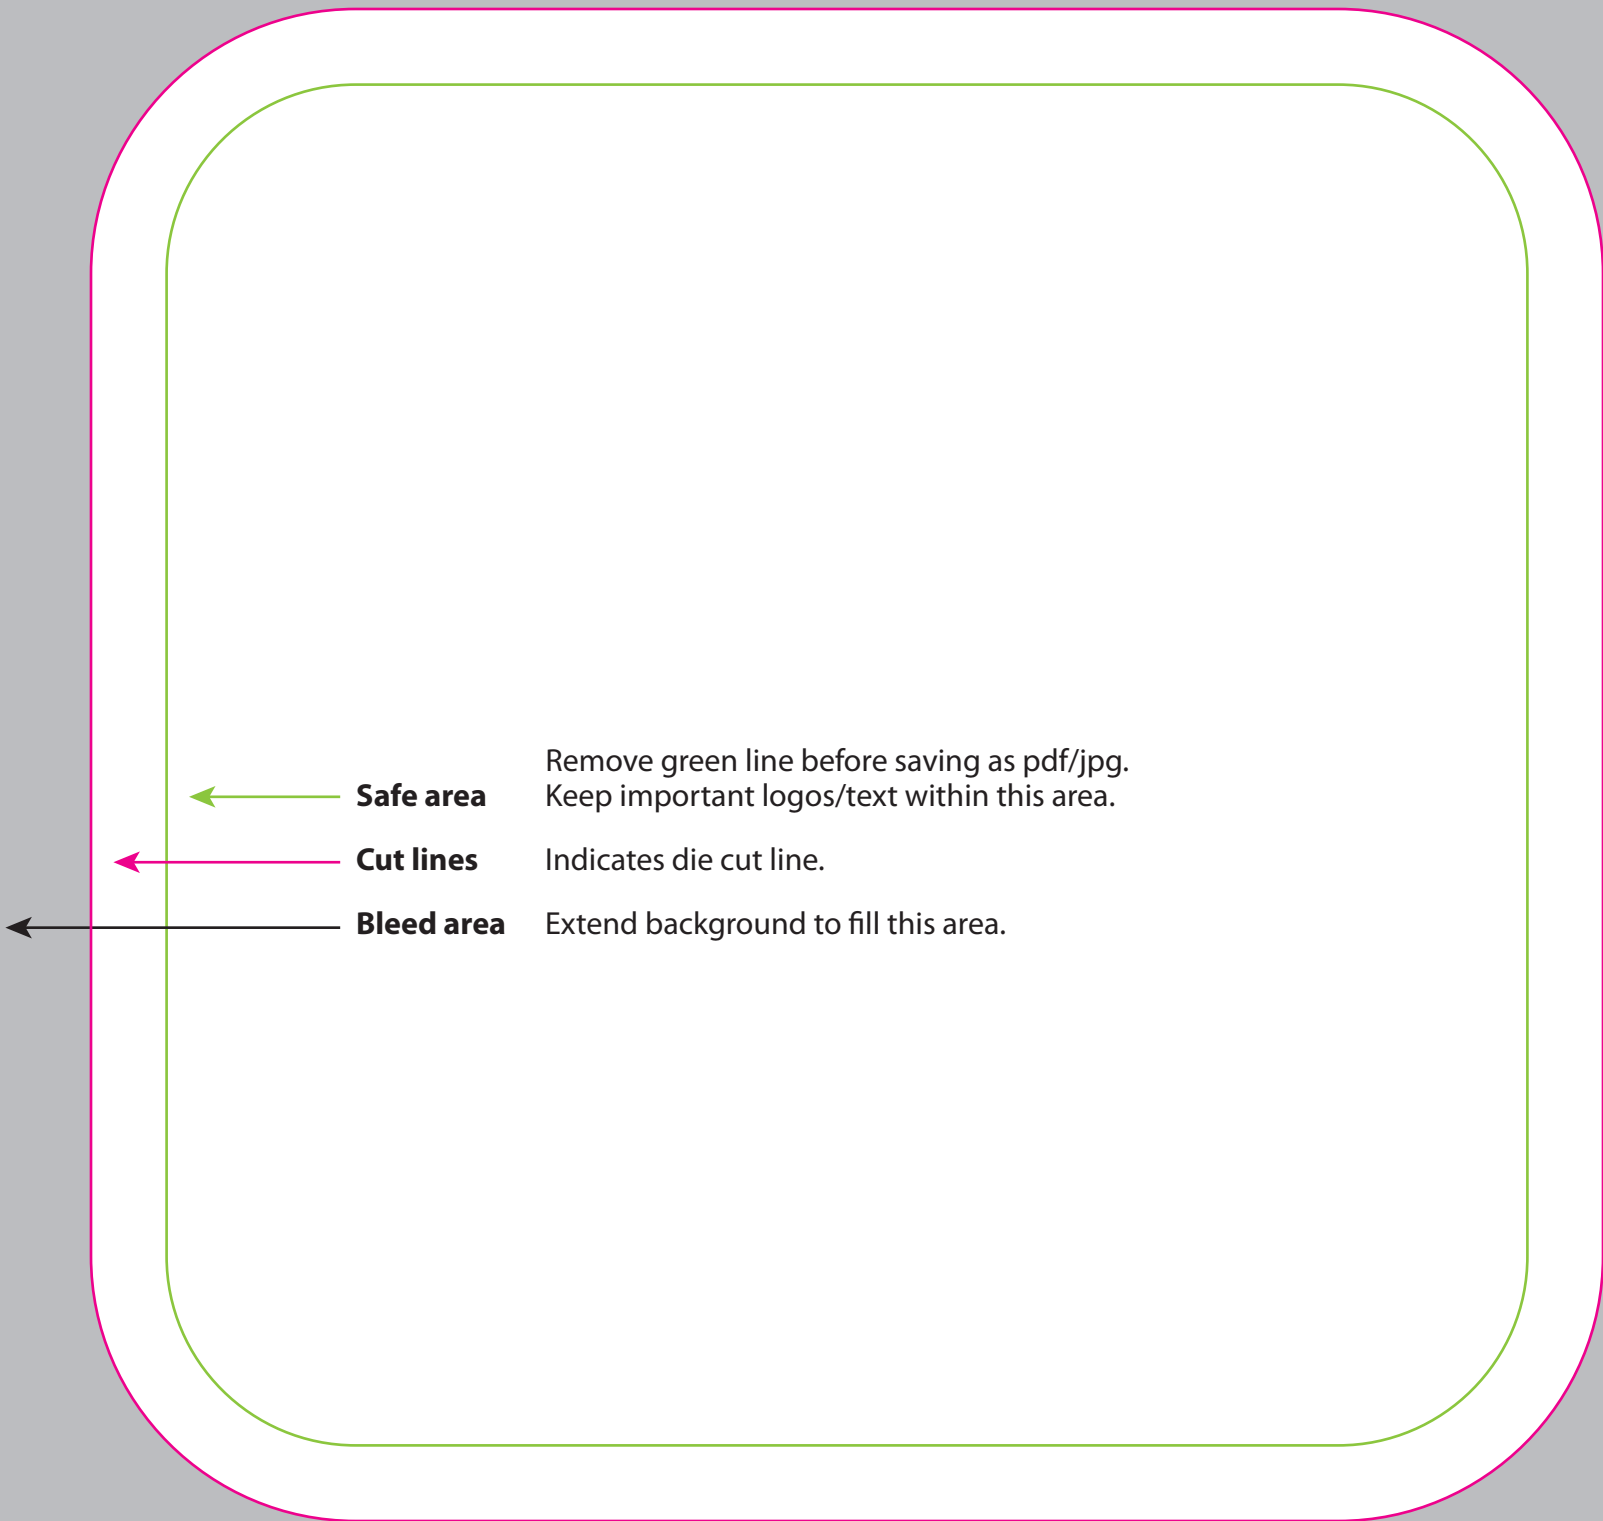 Remove green line before saving as pdf/jpg.
Safe area Keep important logos/text within this area.
Cut lines Indicates die cut line.
Bleed area Extend background to fill this area.